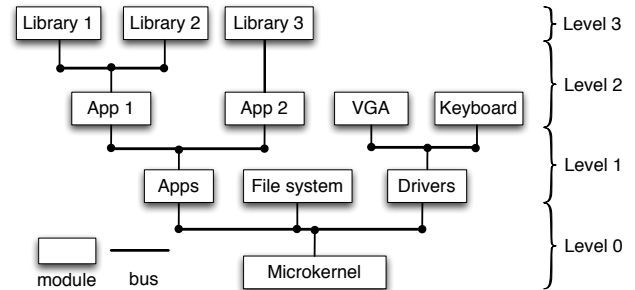 Library 1 Library 2 Library 3 Level 3
App 1 App 2 VGA Keyboard Level 2
Apps File system Drivers Level 1
Microkernel Level 0
module bus